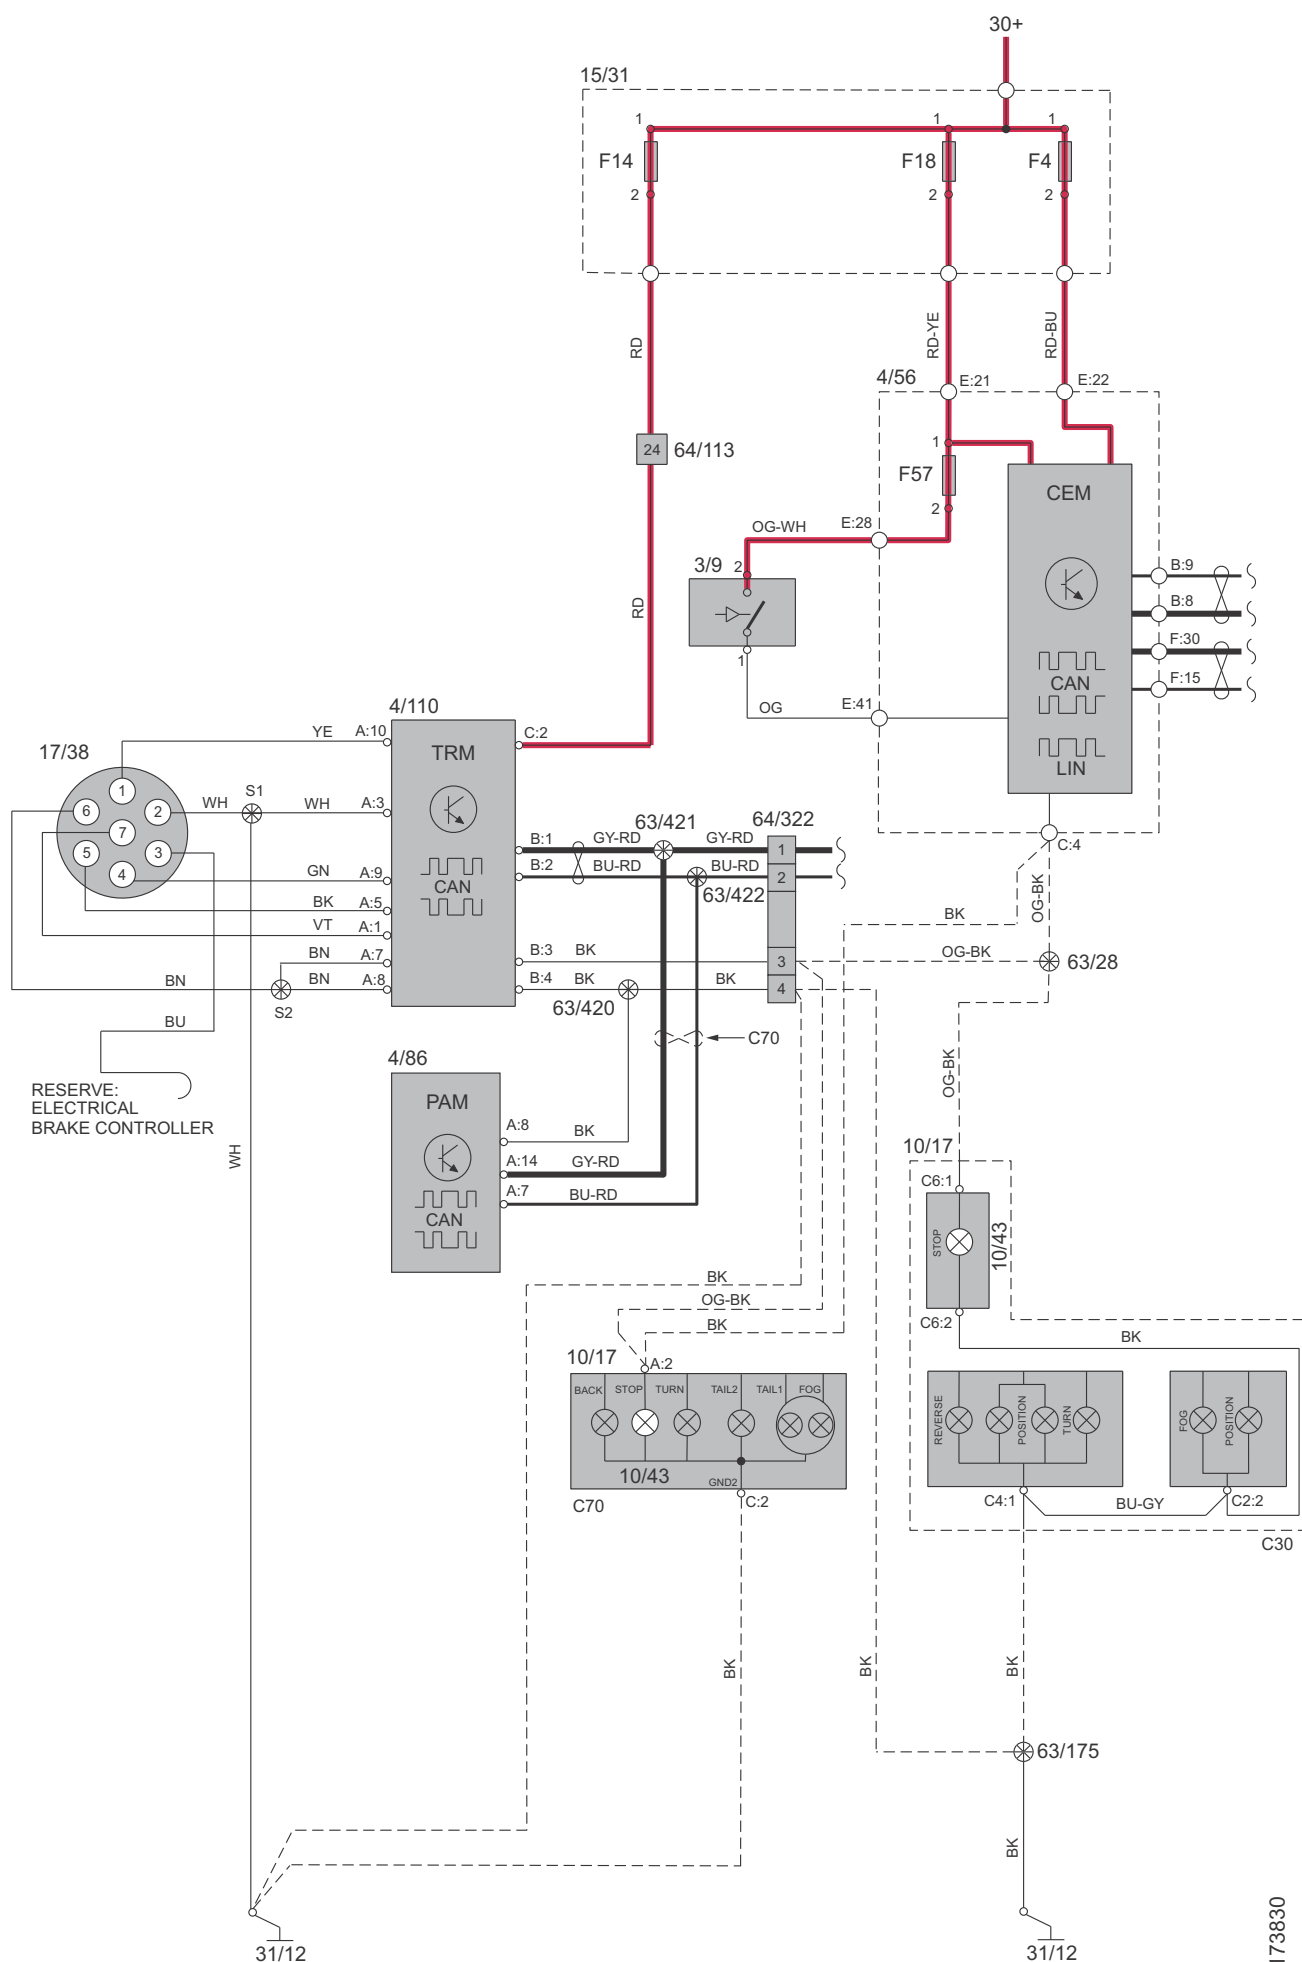 30+
15/31
1
1
1
F14
F18
F4
2
2
2
RD
RD-YE
RD-BU
4/56
E:21
E:22
24
64/113
1
F57
2
CEM
OG-WH
E:28
3/9
2
B:9
B:8
RD
F:30
1
CAN
F:15
OG
E:41
LIN
4/110
17/38
YE
A:10
C:2
TRM
1
6
2
WH
S1
WH
A:3
7
5
3
4
63/421
64/322
B:1
GY-RD
GY-RD
1
C:4
B:2
BU-RD
BU-RD
2
GN
A:9
CAN
63/422
OG-BK
BK
A:5
BK
VT
A:1
BN
A:7
B:3
BK
3
OG-BK
63/28
BN
BN
A:8
B:4
BK
BK
4
S2
63/420
BU
C70
4/86
OG-BK
RESERVE:
ELECTRICAL
BRAKE CONTROLLER
PAM
A:8
BK
WH
A:14
GY-RD
10/17
A:7
BU-RD
C6:1
CAN
STOP
10/43
BK
OG-BK
C6:2
BK
BK
10/17
A:2
BACK
STOP
TURN
TAIL2
TAIL1
FOG
REVERSE
POSITION
TURN
FOG
POSITION
10/43
GND2
C70
C:2
C4:1
BU-GY
C2:2
C30
BK
BK
BK
63/175
BK
31/12
31/12
173830